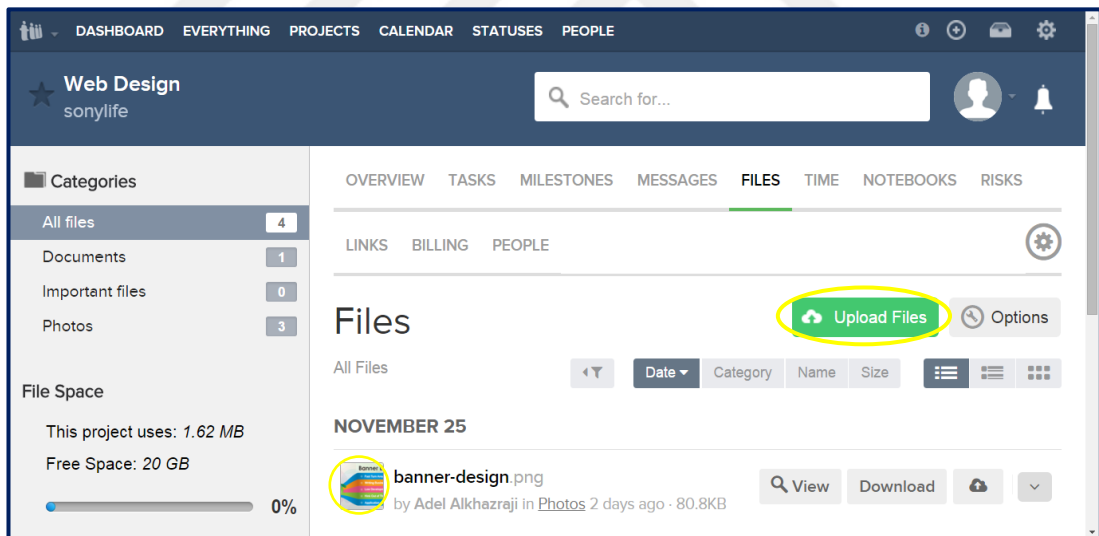 DASHBOARD EVERYTHING PROJECTS CALENDAR STATUSES PEOPLE
Web Design
sonylife
Search for...
Categories
All files 4
Documents 1
Important files 0
Photos 3
File Space
This project uses: 1.62 MB
Free Space: 20 GB
0%
OVERVIEW TASKS MILESTONES MESSAGES FILES TIME NOTEBOOKS RISKS
LINKS BILLING PEOPLE
Files
Upload Files
Options
All Files
Date Category Name Size
NOVEMBER 25
banner-design.png
by Adel Alkhazraji in Photos 2 days ago · 80.8KB
View Download